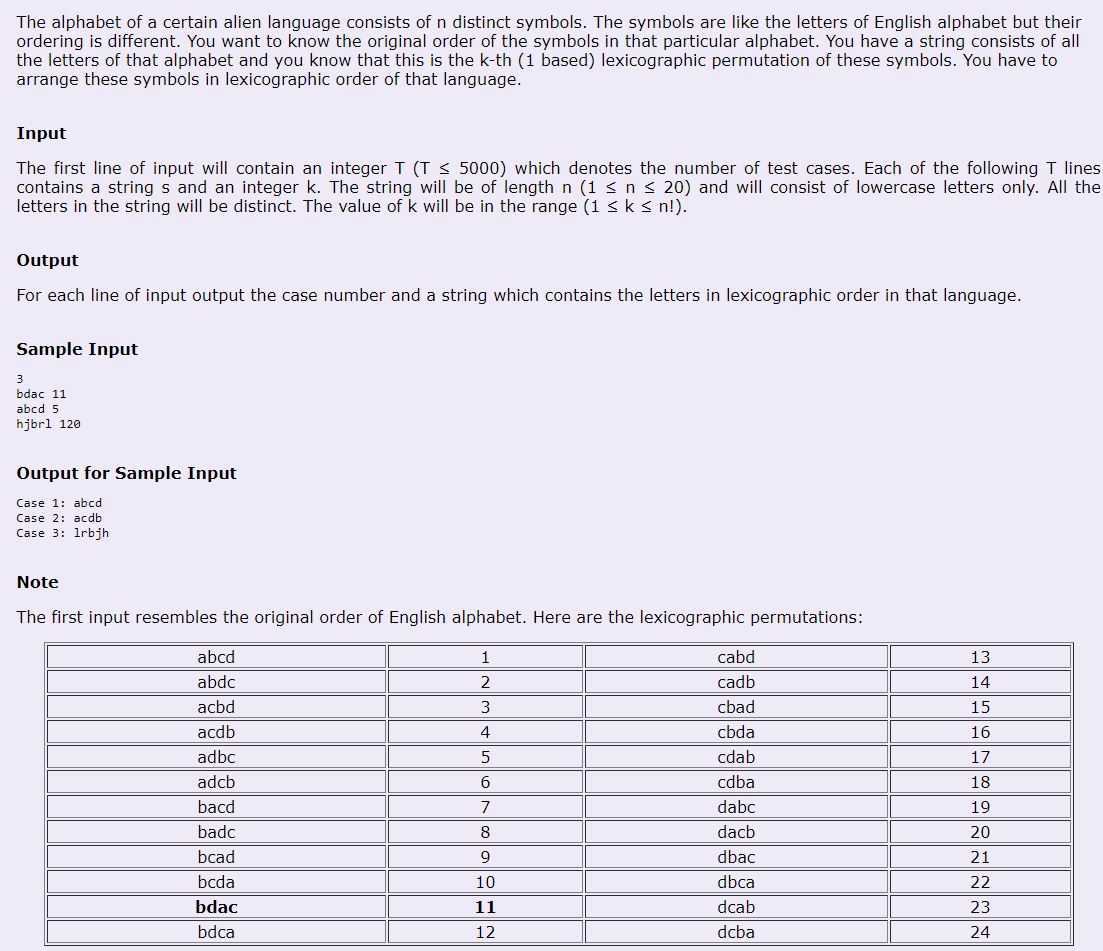 The alphabet of a certain alien language consists of n distinct symbols. The symbols are like the letters of English alphabet but their
ordering is different. You want to know the original order of the symbols in that particular alphabet. You have a string consists of all
the letters of that alphabet and you know that this is the k-th (1 based) lexicographic permutation of these symbols. You have to
arrange these symbols in lexicographic order of that language.
Input
The first line of input will contain an integer T (T ≤ 5000) which denotes the number of test cases. Each of the following T lines
contains a string s and an integer k. The string will be of length n (1 ≤ n ≤ 20) and will consist of lowercase letters only. All the
letters in the string will be distinct. The value of k will be in the range (1 ≤ k ≤ n!).
Output
For each line of input output the case number and a string which contains the letters in lexicographic order in that language.
Sample Input
3
bdac 11
abcd 5
hjbrl 120
Output for Sample Input
Case 1: abcd
Case 2: acdb
Case 3: lrbjh
Note
The first input resembles the original order of English alphabet. Here are the lexicographic permutations:
abcd 1 cabd 13
abdc 2 cadb 14
acbd 3 cbad 15
acdb 4 cbda 16
adbc 5 cdab 17
adcb 6 cdba 18
bacd 7 dabc 19
badc 8 dacb 20
bcad 9 dbac 21
bcda 10 dbca 22
bdac 11 dcab 23
bdca 12 dcba 24